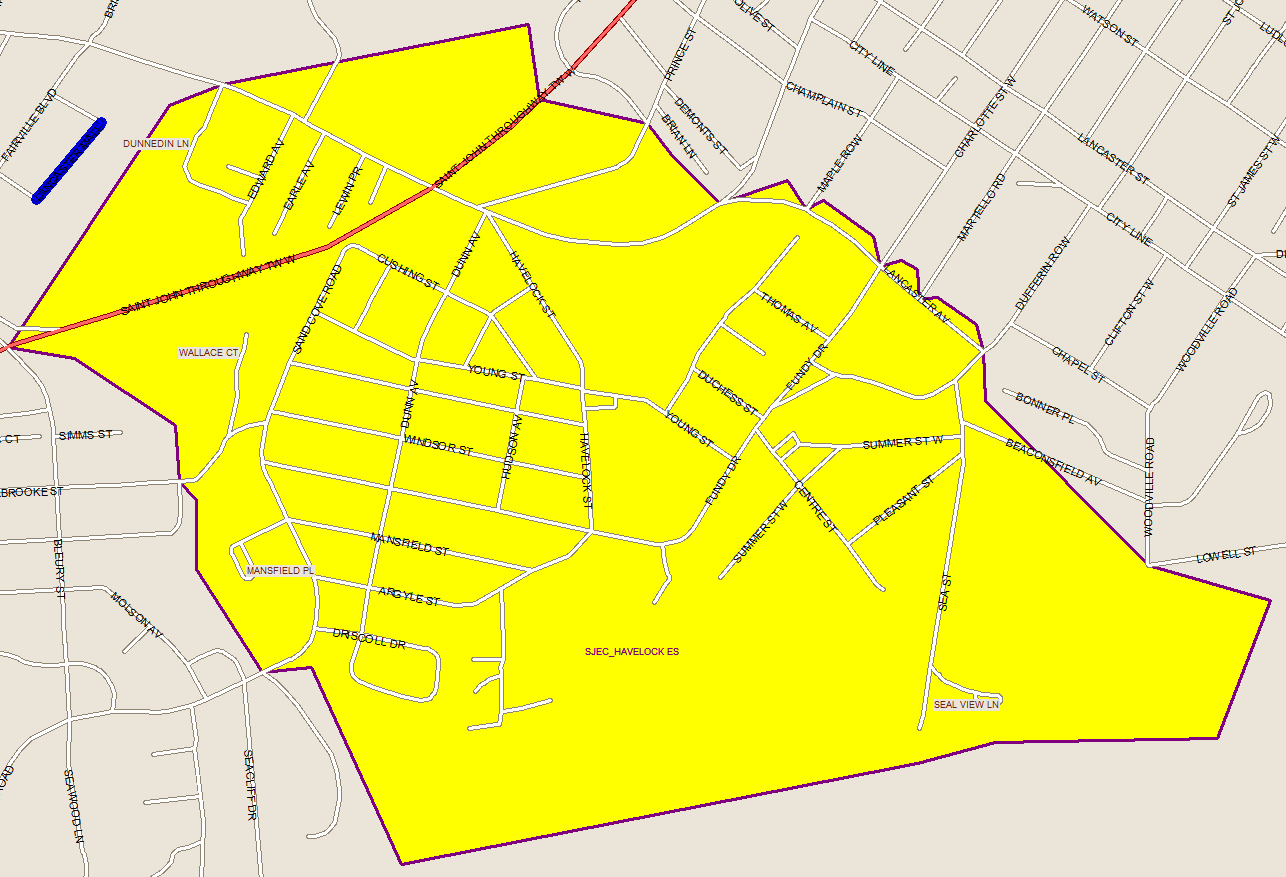 OLIVE ST
WATSON ST
CITY LINE
PRINCE ST
FAIRVILLE BLVD
CHAMPLAIN ST
CHARLOTTE ST W
DEMONTS ST
BRIAN LN
SAINT JOHN THROUGHWAY TW W
DUNNEDIN LN
EDWARD AV
EARLE AV
LEWIN PR
MAPLE ROW
LANCASTER ST
ST JAMES ST W
MARTELLO RD
CITY LINE
DUFFERIN ROW
CUSHING ST
DUNN AV
HAVELOCK ST
SAINT JOHN THROUGHWAY TW W
SAND COVE ROAD
LANCASTER AV
THOMAS AV
CLIFTON ST W
WOODVILLE ROAD
WALLACE CT
YOUNG ST
FUNDY DR
CHAPEL ST
DUCHESS ST
DUNN AV
BONNER PL
CT
SIMMS ST
WINDSOR ST
HUDSON AV
HAVELOCK ST
YOUNG ST
SUMMER ST W
BEACONSFIELD AV
WOODVILLE ROAD
BROOKE ST
FUNDY DR
CENTRE ST
PLEASANT ST
SUMMER ST W
MANSFIELD ST
LOWELL ST
BLEURY ST
MANSFIELD PL
ARGYLE ST
SEA ST
MOLSON AV
DRISCOLL DR
SJEC_HAVELOCK ES
SEAL VIEW LN
OAD
SEAWOOD LN
SEACLIFF DR